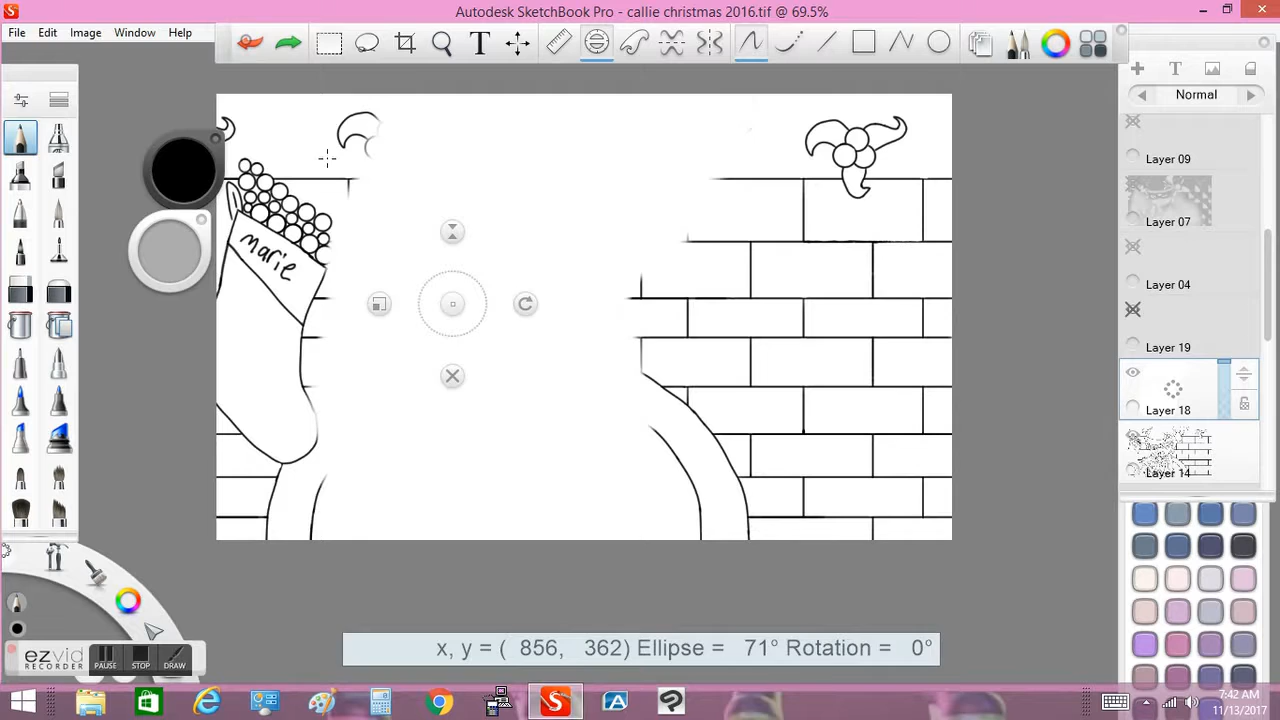 Autodesk SketchBook Pro - callie christmas 2016.tif @ 69.5%
File Edit Image Window Help
Normal
Layer 09
Layer 07
Layer 04
Layer 19
Layer 18
Layer 14
marie
x, y = ( 856, 362) Ellipse = 71° Rotation = 0°
ezvid
RECORDER
PAUSE STOP DRAW
7:42 AM
11/13/2017